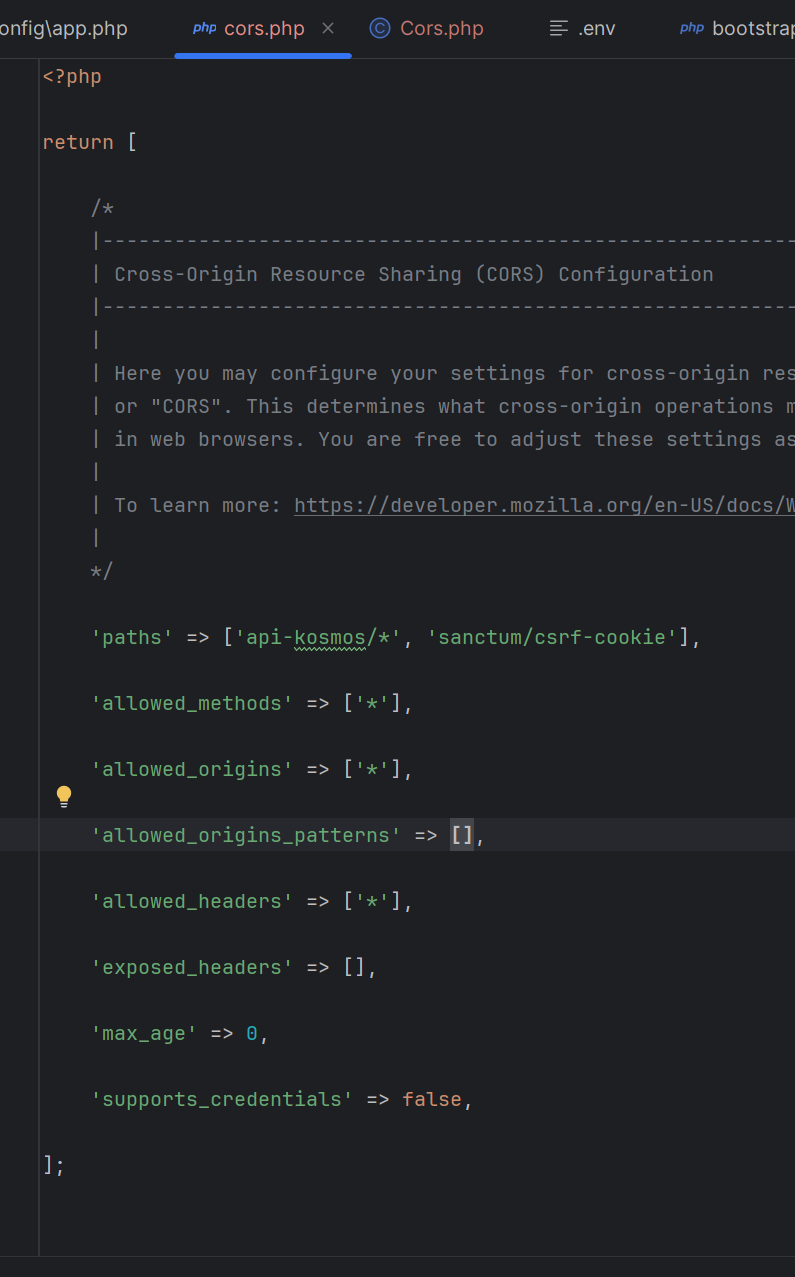 onfig\app.php php cors.php × C Cors.php .env php bootstrap
<?php
return [
/*
|----------------------------------------------------------
| Cross-Origin Resource Sharing (CORS) Configuration
|----------------------------------------------------------
|
| Here you may configure your settings for cross-origin res
| or "CORS". This determines what cross-origin operations m
| in web browsers. You are free to adjust these settings as
|
| To learn more: https://developer.mozilla.org/en-US/docs/W
|
*/
'paths' => ['api-kosmos/*', 'sanctum/csrf-cookie'],
'allowed_methods' => ['*'],
'allowed_origins' => ['*'],
'allowed_origins_patterns' => [],
'allowed_headers' => ['*'],
'exposed_headers' => [],
'max_age' => 0,
'supports_credentials' => false,
];